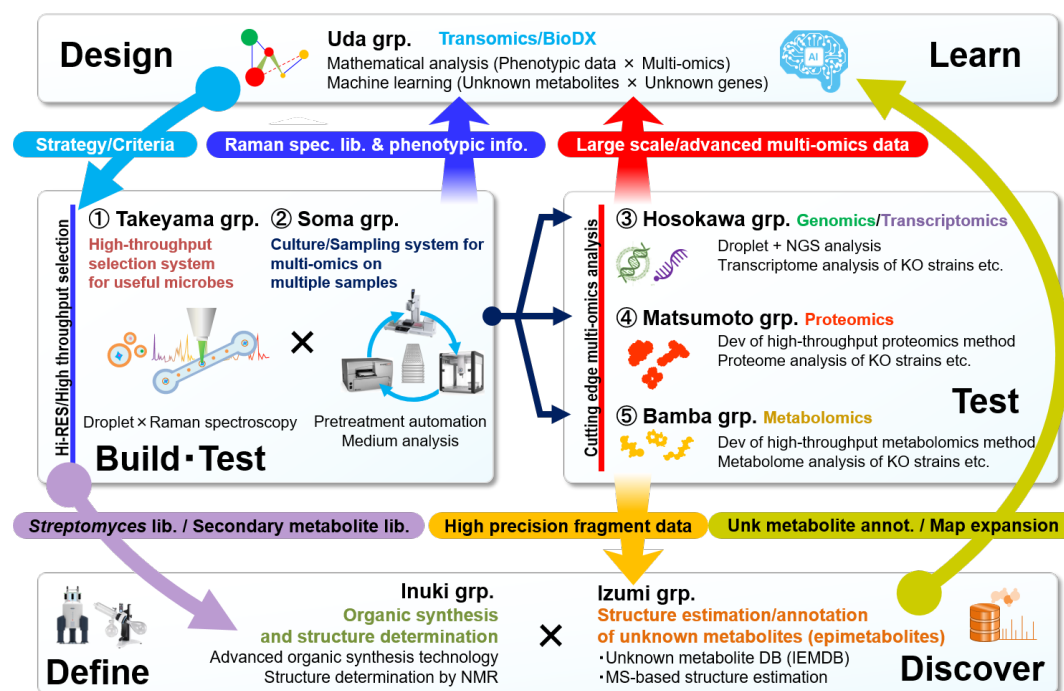 Design
Uda grp. Transomics/BioDX
Mathematical analysis (Phenotypic data × Multi-omics)
Machine learning (Unknown metabolites × Unknown genes)
AI
Learn
Strategy/Criteria
Raman spec. lib. & phenotypic info.
Large scale/advanced multi-omics data
Hi-RES/High throughput selection
① Takeyama grp.
High-throughput
selection system
for useful microbes
Droplet×Raman spectroscopy
×
② Soma grp.
Culture/Sampling system for
multi-omics on
multiple samples
Pretreatment automation
Medium analysis
Build・Test
Cutting edge multi-omics analysis
③ Hosokawa grp. Genomics/Transcriptomics
Droplet + NGS analysis
Transcriptome analysis of KO strains etc.
④ Matsumoto grp. Proteomics
Dev of high-throughput proteomics method
Proteome analysis of KO strains etc.
Test
⑤ Bamba grp. Metabolomics
Dev of high-throughput metabolomics method
Metabolome analysis of KO strains etc.
Streptomyces lib. / Secondary metabolite lib.
High precision fragment data
Unk metabolite annot. / Map expansion
Define
Inuki grp.
Organic synthesis
and structure determination
Advanced organic synthesis technology
Structure determination by NMR
×
Izumi grp.
Structure estimation/annotation
of unknown metabolites (epimetabolites)
・Unknown metabolite DB (IEMDB)
・MS-based structure estimation
Discover